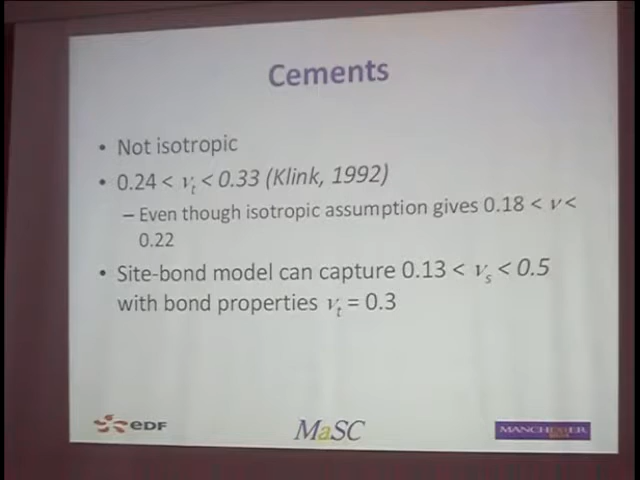 Cements
• Not isotropic
• 0.24 < νt < 0.33 (Klink, 1992)
– Even though isotropic assumption gives 0.18 < ν <
0.22
• Site-bond model can capture 0.13 < νs < 0.5
with bond properties νt = 0.3
eDF
MaSC
MANCHESTER